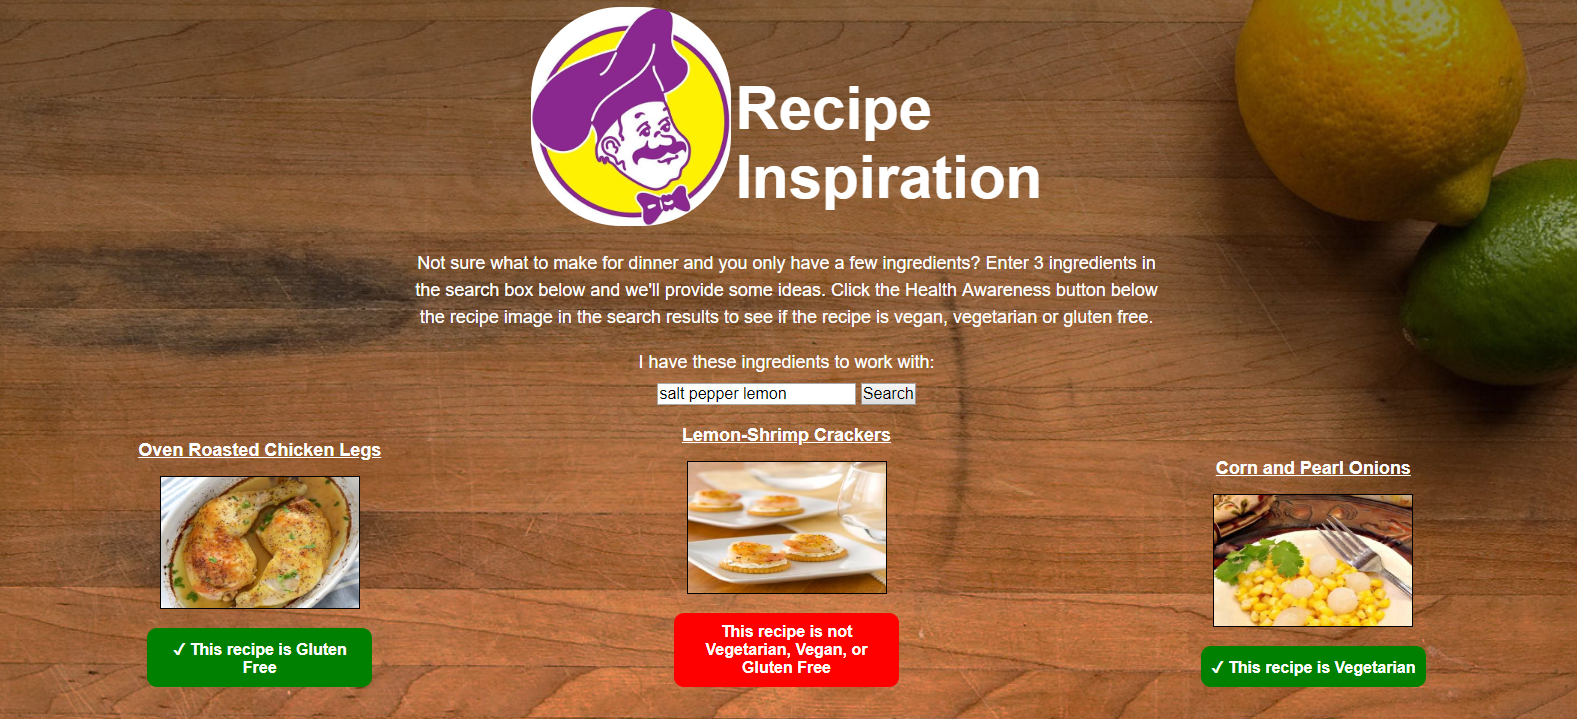 Recipe
Inspiration
Not sure what to make for dinner and you only have a few ingredients? Enter 3 ingredients in
the search box below and we'll provide some ideas. Click the Health Awareness button below
the recipe image in the search results to see if the recipe is vegan, vegetarian or gluten free.
I have these ingredients to work with:
salt pepper lemon Search
Oven Roasted Chicken Legs
✓ This recipe is Gluten
Free
Lemon-Shrimp Crackers
This recipe is not
Vegetarian, Vegan, or
Gluten Free
Corn and Pearl Onions
✓ This recipe is Vegetarian